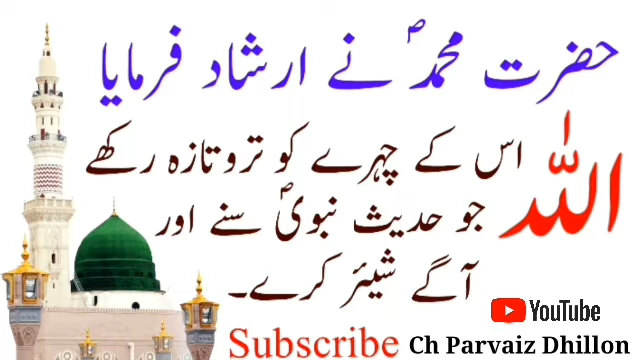 حضرت محمدؐ نے ارشاد فرمایا
اللہ اس کے چہرے کو تروتازہ رکھے
جو حدیث نبویؐ سنے اور
آگے شیئر کرے۔
YouTube
Subscribe Ch Parvaiz Dhillon